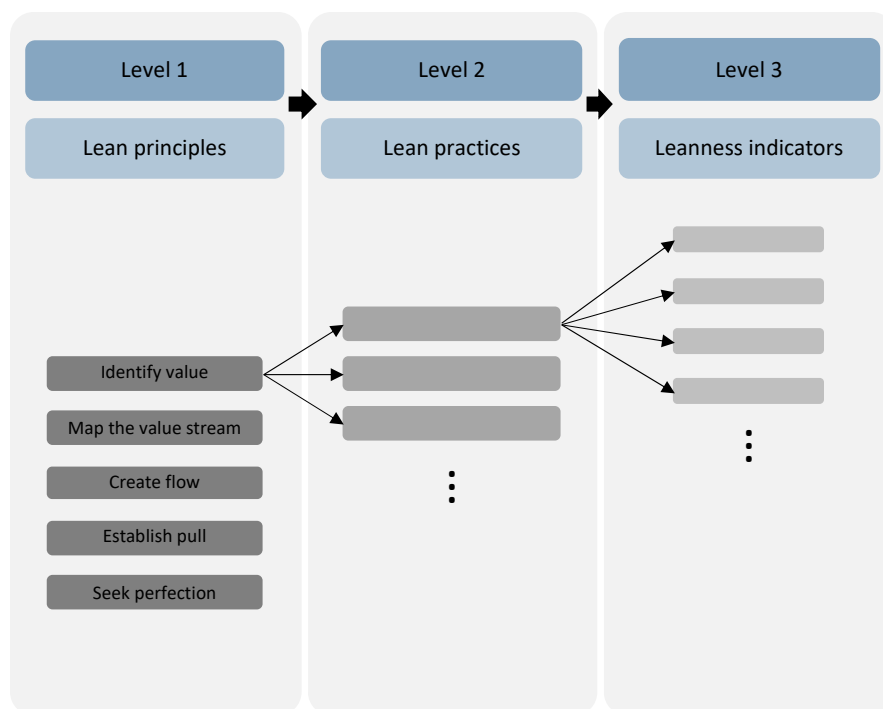 Level 1
Lean principles
Identify value
Map the value stream
Create flow
Establish pull
Seek perfection
Level 2
Lean practices
Level 3
Leanness indicators